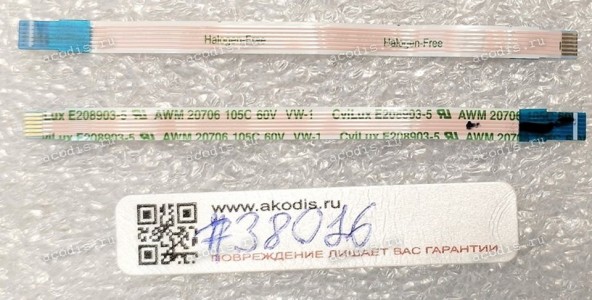 Halogen-Free Halogen-Free
CviLux E208903-5 AWM 20706 105C 60V VW-1 CviLux E208903-5 AWM 20706
CviLux E208903-5 AWM 20706 105C 60V VW-1 CviLux E208903-5 AWM 20706
www.akodis.ru
#38016
ПОВРЕЖДЕНИЕ ЛИШАЕТ ВАС ГАРАНТИИ